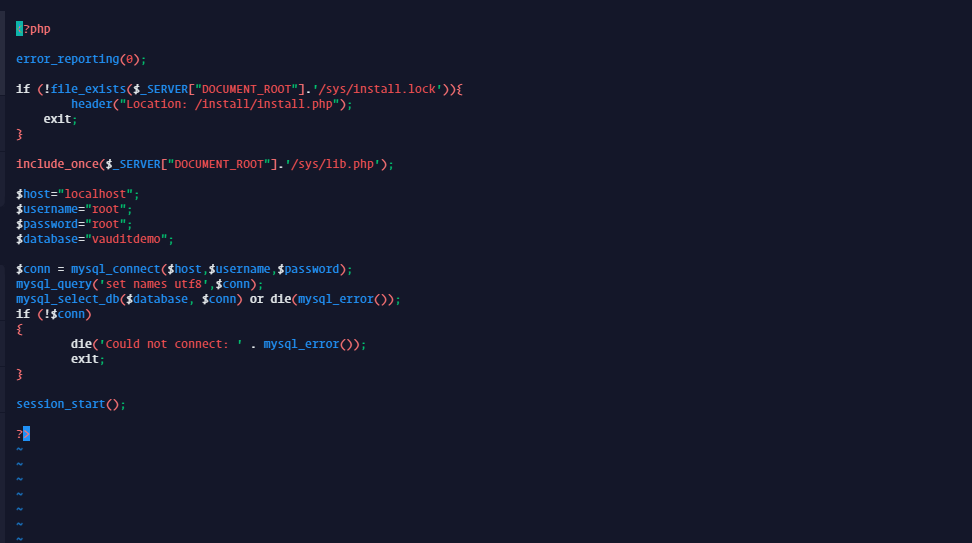 <?php
error_reporting(0);
if (!file_exists($_SERVER["DOCUMENT_ROOT"].'/sys/install.lock')){
header("Location: /install/install.php");
exit;
}
include_once($_SERVER["DOCUMENT_ROOT"].'/sys/lib.php');
$host="localhost";
$username="root";
$password="root";
$database="vauditdemo";
$conn = mysql_connect($host,$username,$password);
mysql_query('set names utf8',$conn);
mysql_select_db($database, $conn) or die(mysql_error());
if (!$conn)
{
die('Could not connect: ' . mysql_error());
exit;
}
session_start();
?>
~
~
~
~
~
~
~